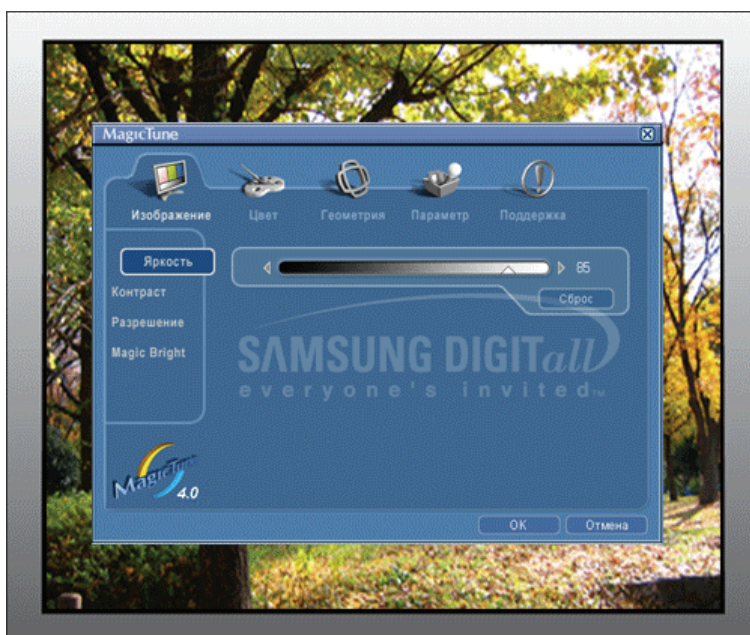 MagicTune
Изображение Цвет Геометрия Параметр Поддержка
Яркость
85
Контраст
Сброс
Разрешение
Magic Bright
SAMSUNG DIGITall
everyone's invited™
MagicTune
4.0
OK Отмена